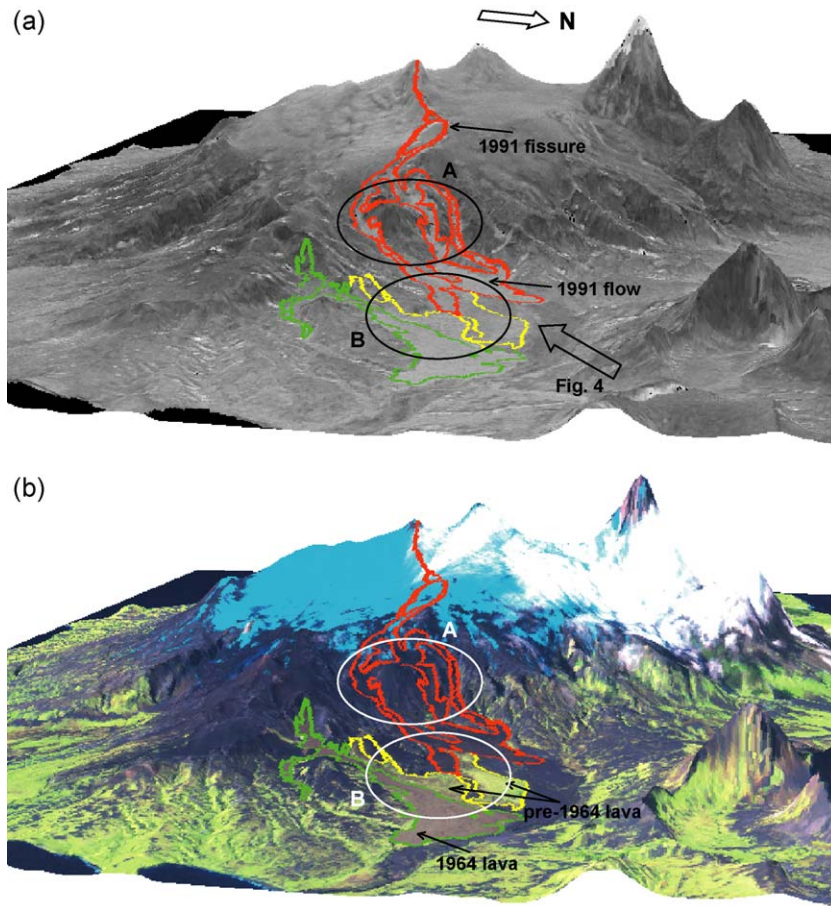 (a)
N
1991 fissure
A
1991 flow
B
Fig. 4
(b)
A
B
pre-1964 lava
1964 lava